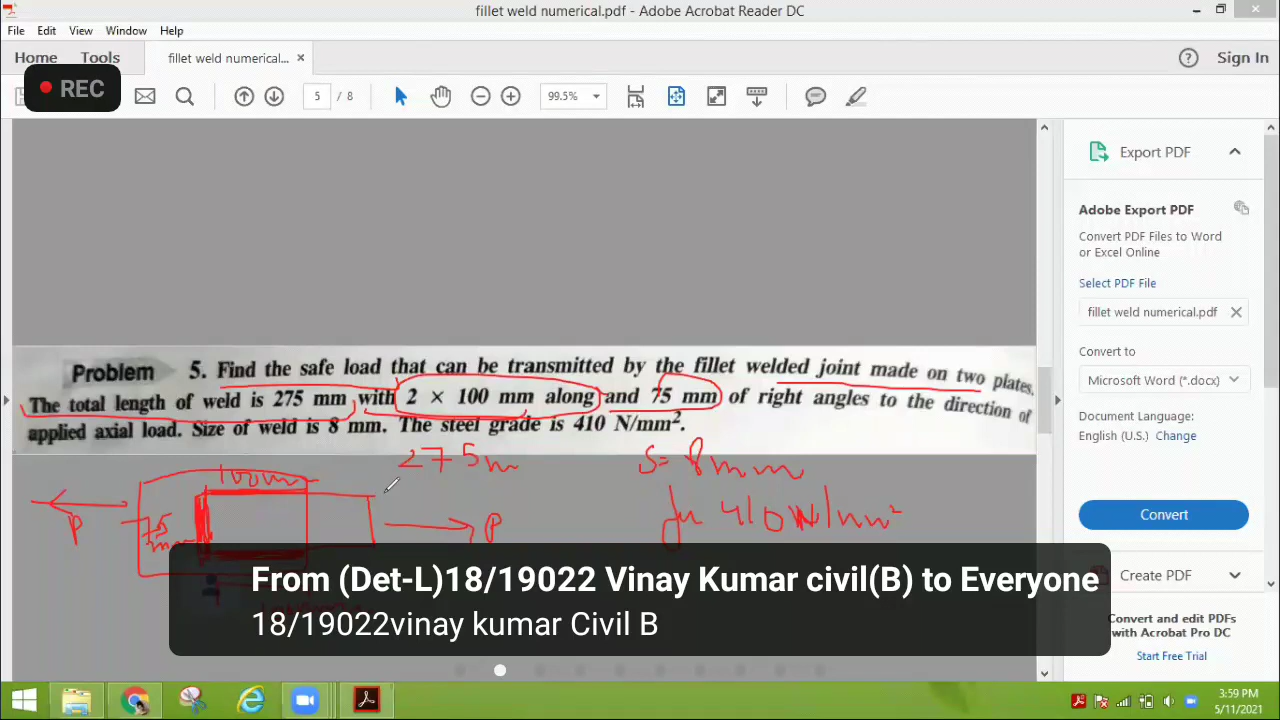 fillet weld numerical.pdf - Adobe Acrobat Reader DC
File Edit View Window Help
Home Tools fillet weld numerical... × Sign In
REC
5 / 8 99.5%
Export PDF
Adobe Export PDF
Convert PDF Files to Word
or Excel Online
Select PDF File
fillet weld numerical.pdf
Convert to
Microsoft Word (*.docx)
Document Language:
English (U.S.) Change
Convert
Create PDF
Convert and edit PDFs
with Acrobat Pro DC
Start Free Trial
Problem 5. Find the safe load that can be transmitted by the fillet welded joint made on two plates.
The total length of weld is 275 mm with 2 × 100 mm along and 75 mm of right angles to the direction of
applied axial load. Size of weld is 8 mm. The steel grade is 410 N/mm².
275m
S= 8mm
fu 410N/mm²
100m
P
75
mm
P
From (Det-L)18/19022 Vinay Kumar civil(B) to Everyone
18/19022vinay kumar Civil B
3:59 PM
5/11/2021